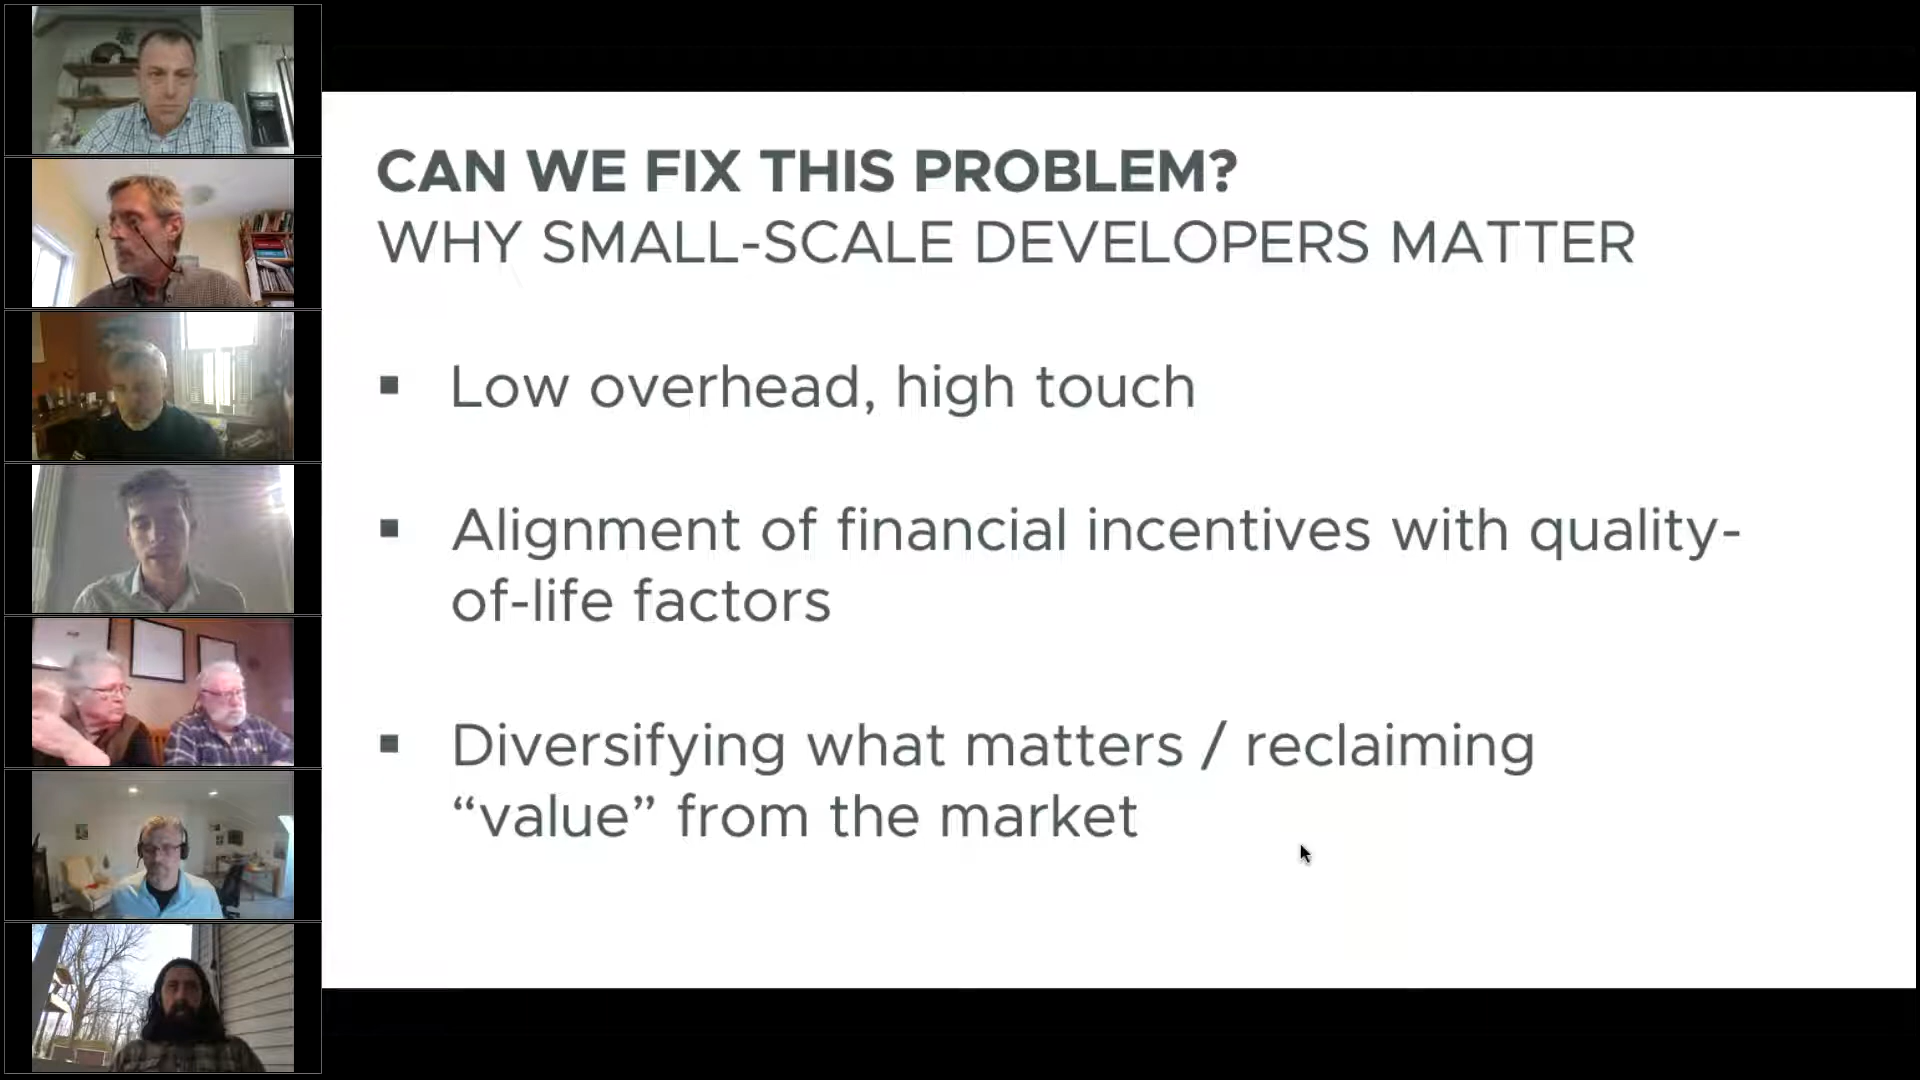 CAN WE FIX THIS PROBLEM?
WHY SMALL-SCALE DEVELOPERS MATTER
▪ Low overhead, high touch
▪ Alignment of financial incentives with quality-
of-life factors
▪ Diversifying what matters / reclaiming
“value” from the market